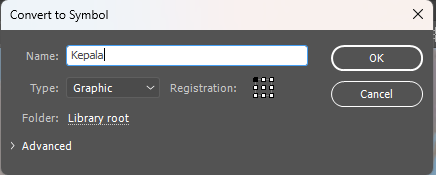 Convert to Symbol
Name: Kepala
OK
Type: Graphic Registration:
Cancel
Folder: Library root
Advanced